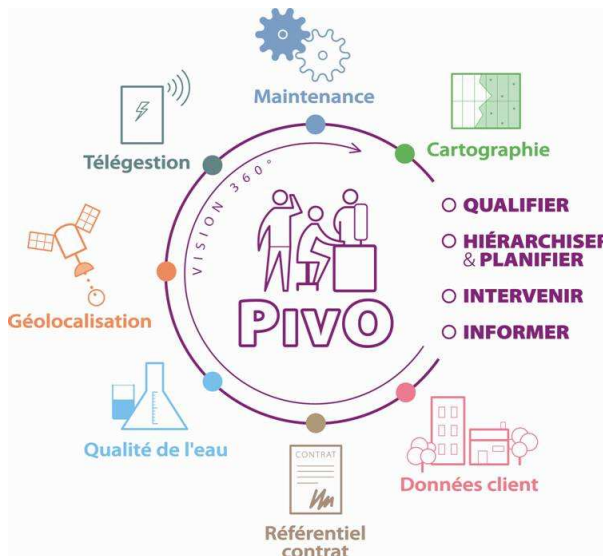 Maintenance
Cartographie
Télégestion
VISION 360°
QUALIFIER
HIÉRARCHISER
& PLANIFIER
INTERVENIR
INFORMER
PIVO
Géolocalisation
Qualité de l'eau
CONTRAT
Données client
Référentiel
contrat